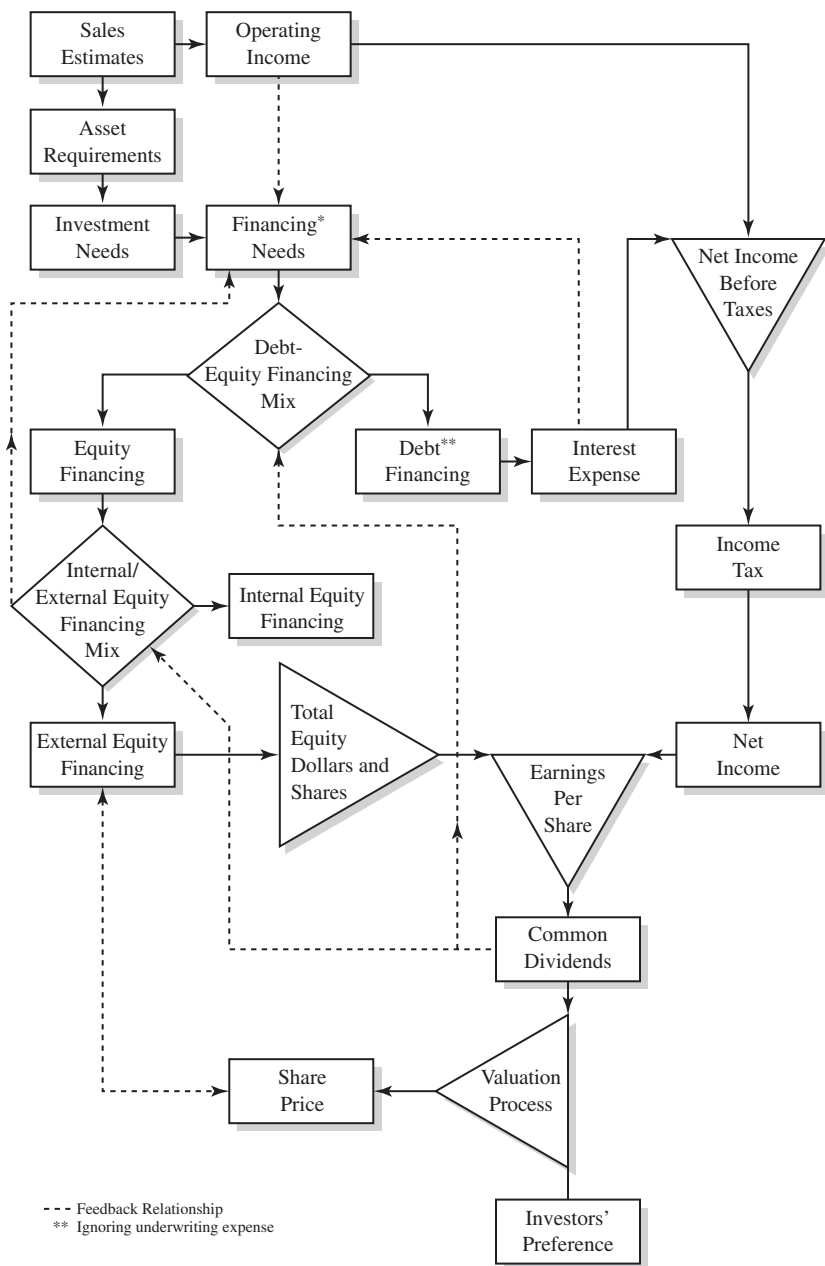 Sales
Estimates
Operating
Income
Asset
Requirements
Investment
Needs
Financing*
Needs
Net Income
Before
Taxes
Debt-
Equity Financing
Mix
Equity
Financing
Debt**
Financing
Interest
Expense
Income
Tax
Internal/
External Equity
Financing
Mix
Internal Equity
Financing
External Equity
Financing
Total
Equity
Dollars and
Shares
Earnings
Per
Share
Net
Income
Common
Dividends
Share
Price
Valuation
Process
Investors’
Preference
Feedback Relationship
** Ignoring underwriting expense